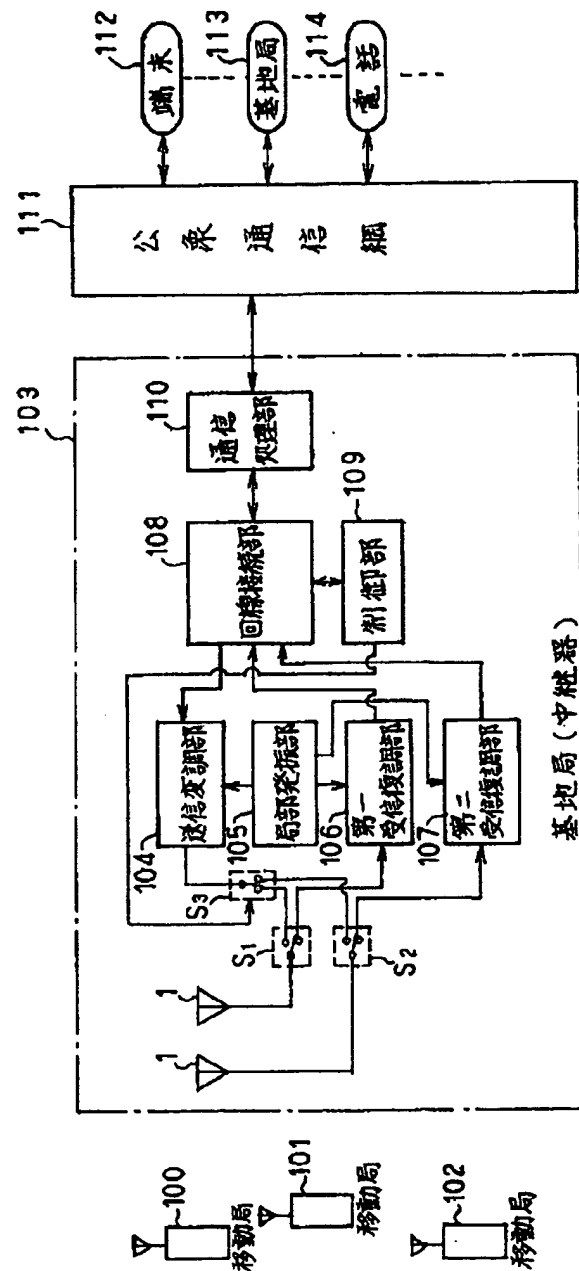 100
移動局
101
移動局
102
移動局
103
1
1
S1
S2
S3
104
送信変調部
105
局部発振部
106
第一
受信復調部
107
第二
受信復調部
108
回線接続部
109
制御部
110
通信
処理部
基地局(中継器)
111
公衆通信網
112
端末
113
基地局
114
電話